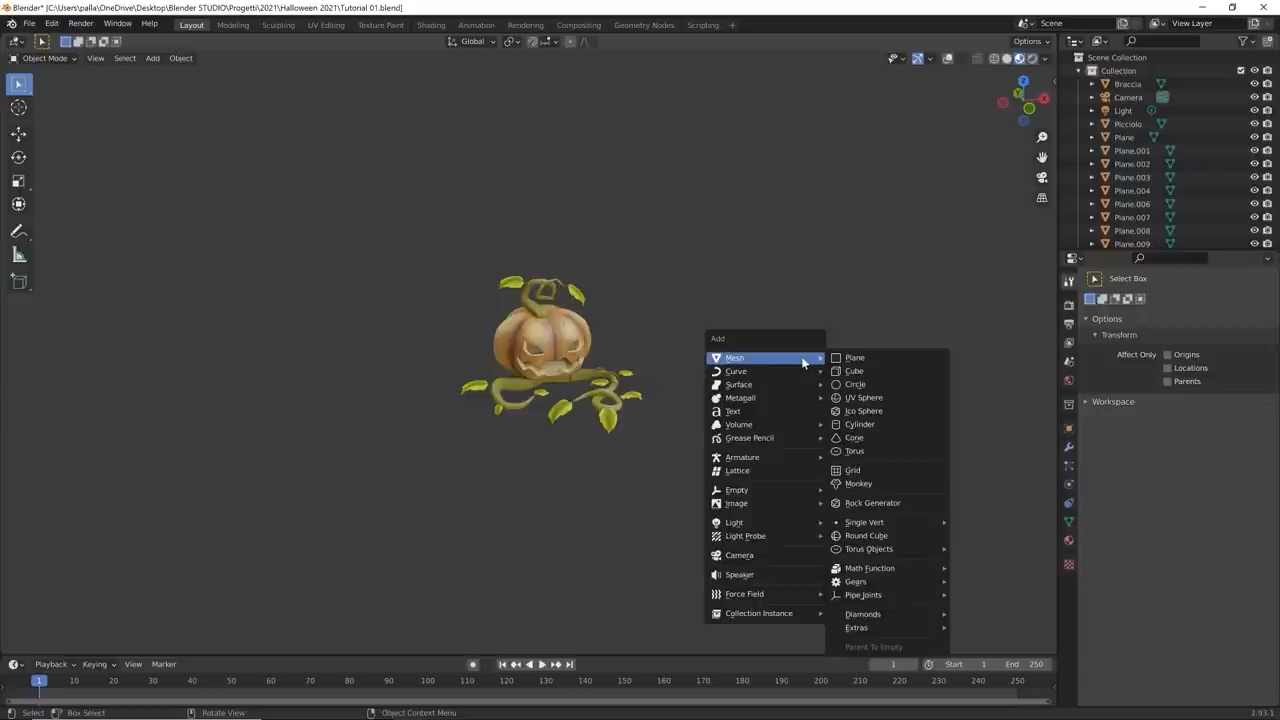 Blender* [C:\Users\palla\OneDrive\Desktop\Blender STUDIO\Progetti\2021\Halloween 2021\Tutorial 01.blend]
File Edit Render Window Help Layout Modeling Sculpting UV Editing Texture Paint Shading Animation Rendering Compositing Geometry Nodes Scripting Scene View Layer
Global Options
Object Mode View Select Add Object
Scene Collection
Collection
Braccia
Camera
Light
Picciolo
Plane
Plane.001
Plane.002
Plane.003
Plane.004
Plane.006
Plane.007
Plane.008
Plane.009
Select Box
Options
Transform
Affect Only Origins
Locations
Parents
Workspace
Z
Y
X
Add
Mesh
Curve
Surface
Metaball
Text
Volume
Grease Pencil
Armature
Lattice
Empty
Image
Light
Light Probe
Camera
Speaker
Force Field
Collection Instance
Plane
Cube
Circle
UV Sphere
Ico Sphere
Cylinder
Cone
Torus
Grid
Monkey
Rock Generator
Single Vert
Round Cube
Torus Objects
Math Function
Gears
Pipe Joints
Diamonds
Extras
Parent To Empty
Playback Keying View Marker 1 Start 1 End 250
1 10 20 30 40 50 60 70 80 90 100 110 120 130 140 150 160 170 180 190 200 210 220 230 240 250
Select Box Select Rotate View Object Context Menu 2.93.1